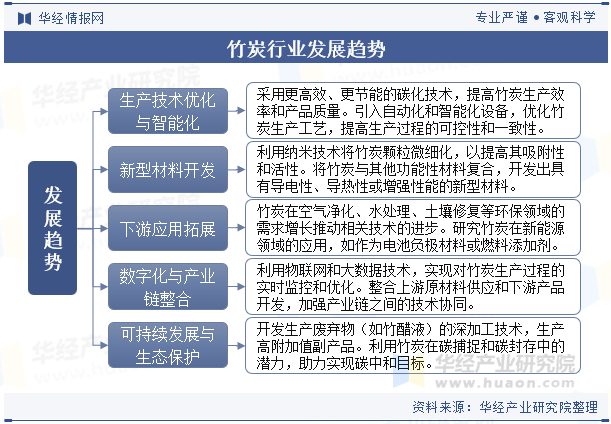 华经情报网
专业严谨 ● 客观科学
竹炭行业发展趋势
发展趋势
生产技术优化
与智能化
采用更高效、更节能的碳化技术，提高竹炭生产效
率和产品质量。引入自动化和智能化设备，优化竹
炭生产工艺，提高生产过程的可控性和一致性。
新型材料开发
利用纳米技术将竹炭颗粒微细化，以提高其吸附性
和活性。将竹炭与其他功能性材料复合，开发出具
有导电性、导热性或增强性能的新型材料。
下游应用拓展
竹炭在空气净化、水处理、土壤修复等环保领域的
需求增长推动相关技术的进步。研究竹炭在新能源
领域的应用，如作为电池负极材料或燃料添加剂。
数字化与产业
链整合
利用物联网和大数据技术，实现对竹炭生产过程的
实时监控和优化。整合上游原材料供应和下游产品
开发，加强产业链之间的技术协同。
可持续发展与
生态保护
开发生产废弃物（如竹醋液）的深加工技术，生产
高附加值副产品。利用竹炭在碳捕捉和碳封存中的
潜力，助力实现碳中和目标。
华经产业研究院
www.huaon.com
资料来源：华经产业研究院整理